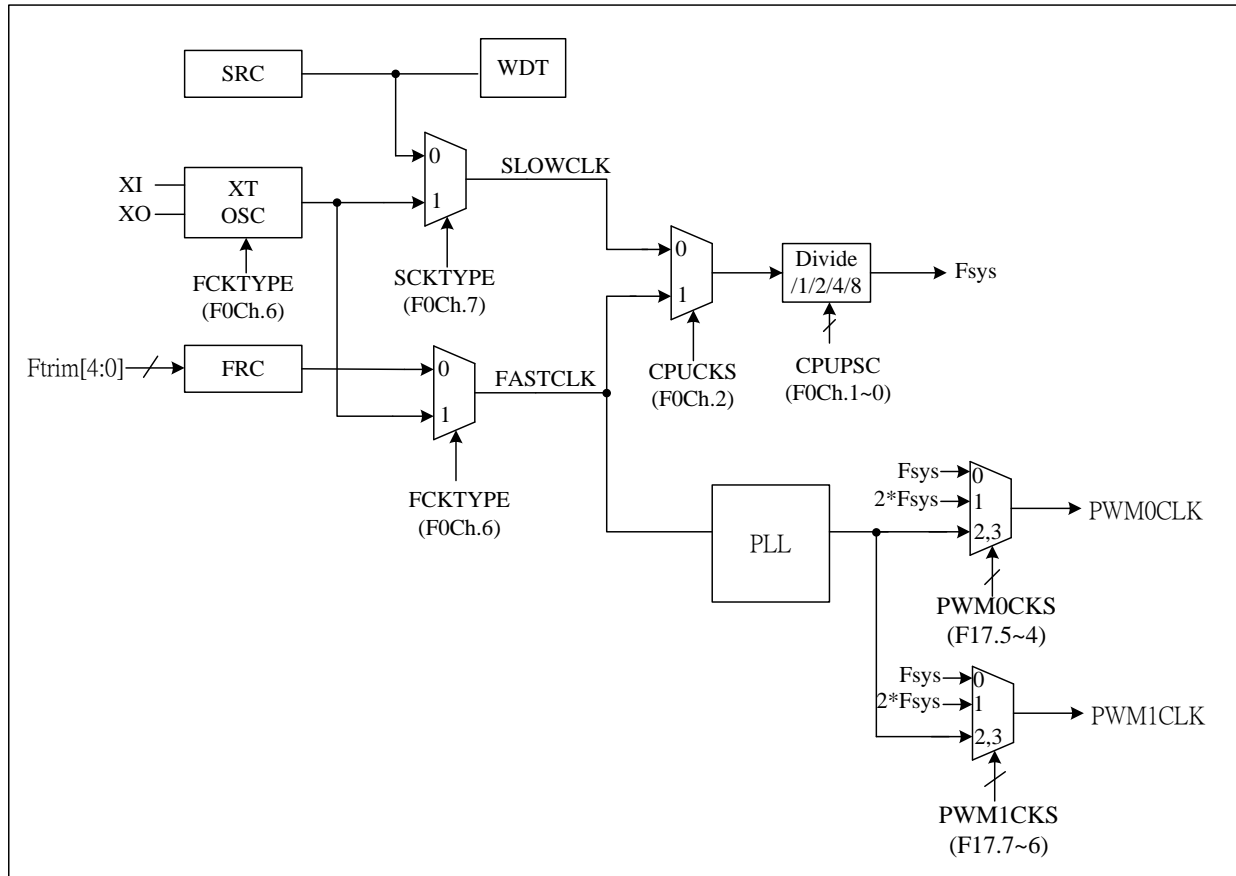 SRC
WDT
0
1
SLOWCLK
XI
XO
XT
OSC
FCKTYPE
(F0Ch.6)
SCKTYPE
(F0Ch.7)
0
1
Divide
/1/2/4/8
Fsys
Ftrim[4:0]
FRC
0
1
FASTCLK
CPUCKS
(F0Ch.2)
CPUPSC
(F0Ch.1~0)
FCKTYPE
(F0Ch.6)
PLL
Fsys
0
2*Fsys
1
2,3
PWM0CLK
PWM0CKS
(F17.5~4)
Fsys
0
2*Fsys
1
2,3
PWM1CLK
PWM1CKS
(F17.7~6)